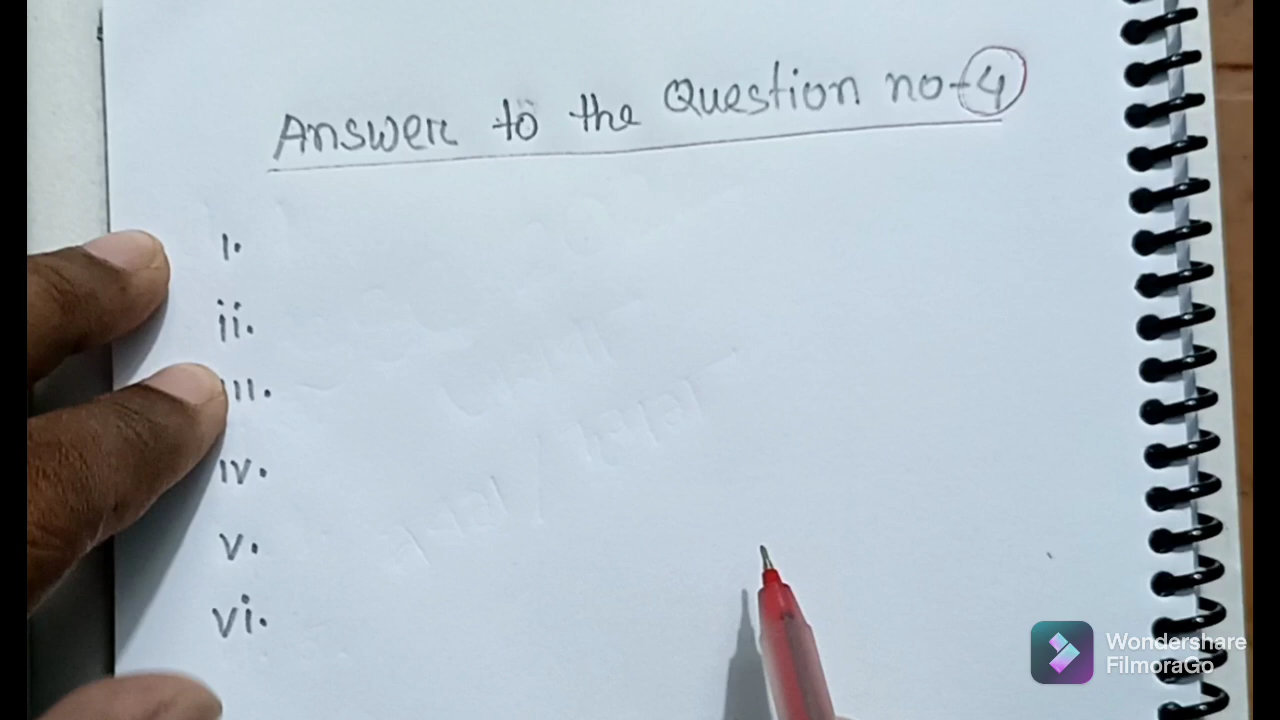 Answer to the Question no-4
i.
ii.
iii.
iv.
v.
vi.
Wondershare
FilmoraGo